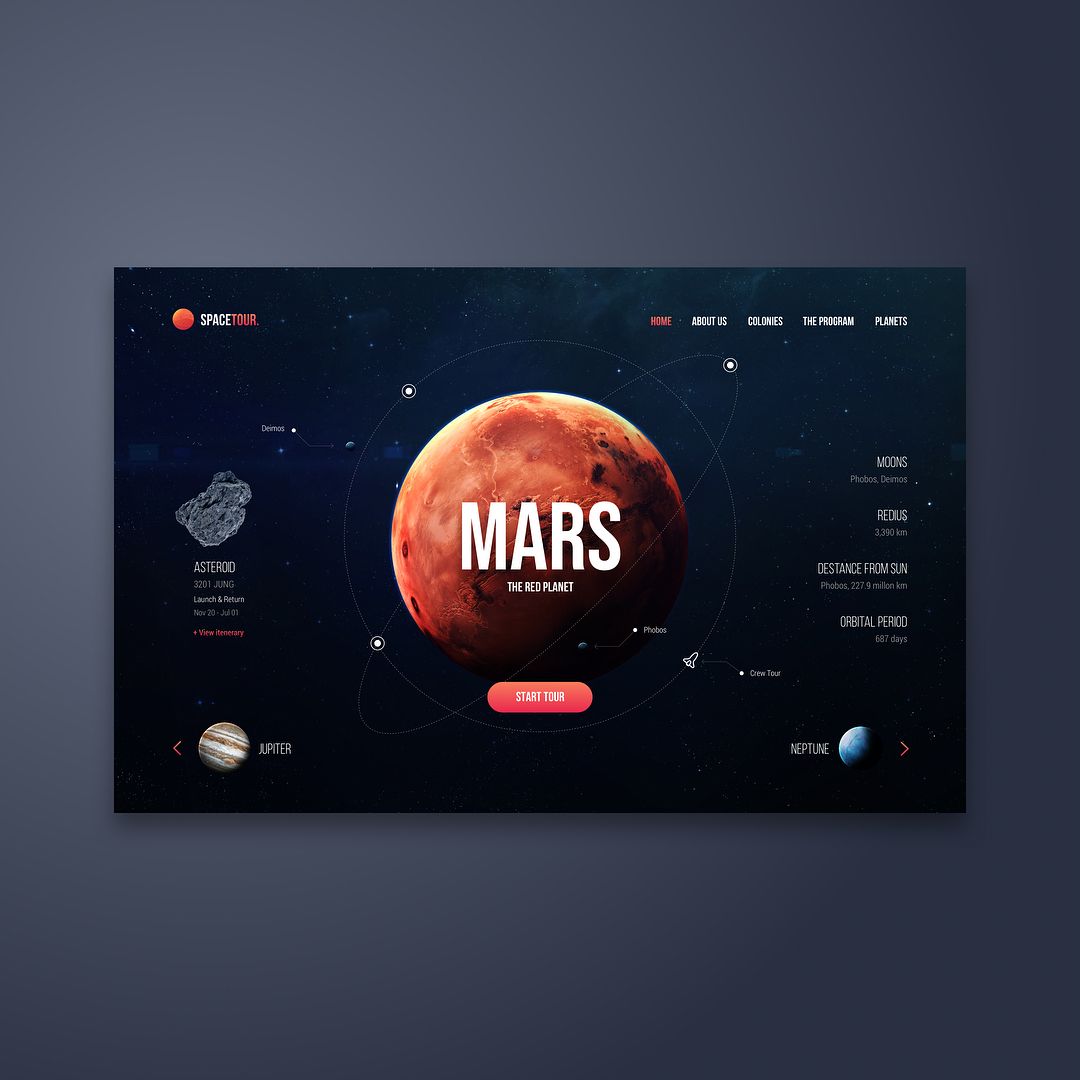 SPACETOUR.
HOME ABOUT US COLONIES THE PROGRAM PLANETS
Deimos
ASTEROID
3201 JUNG
Launch & Return
Nov 20 - Jul 01
+ View itenerary
MARS
THE RED PLANET
Phobos
Crew Tour
START TOUR
MOONS
Phobos, Deimos
REDIUS
3,390 km
DESTANCE FROM SUN
Phobos, 227.9 millon km
ORBITAL PERIOD
687 days
JUPITER
NEPTUNE